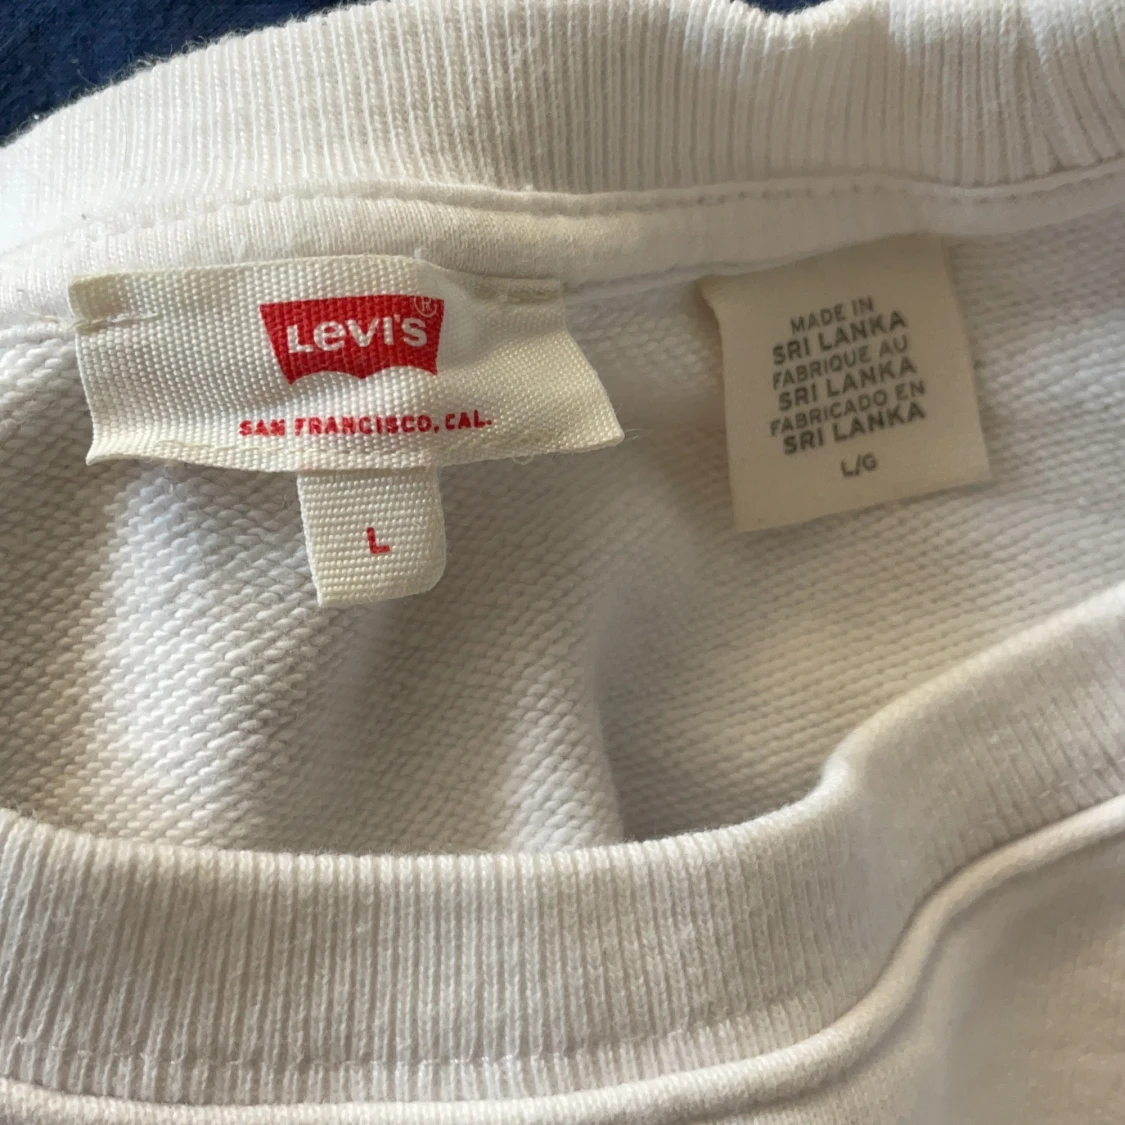 LEVI'S®
SAN FRANCISCO, CAL.
L
MADE IN
SRI LANKA
FABRIQUE AU
SRI LANKA
FABRICADO EN
SRI LANKA
L/G